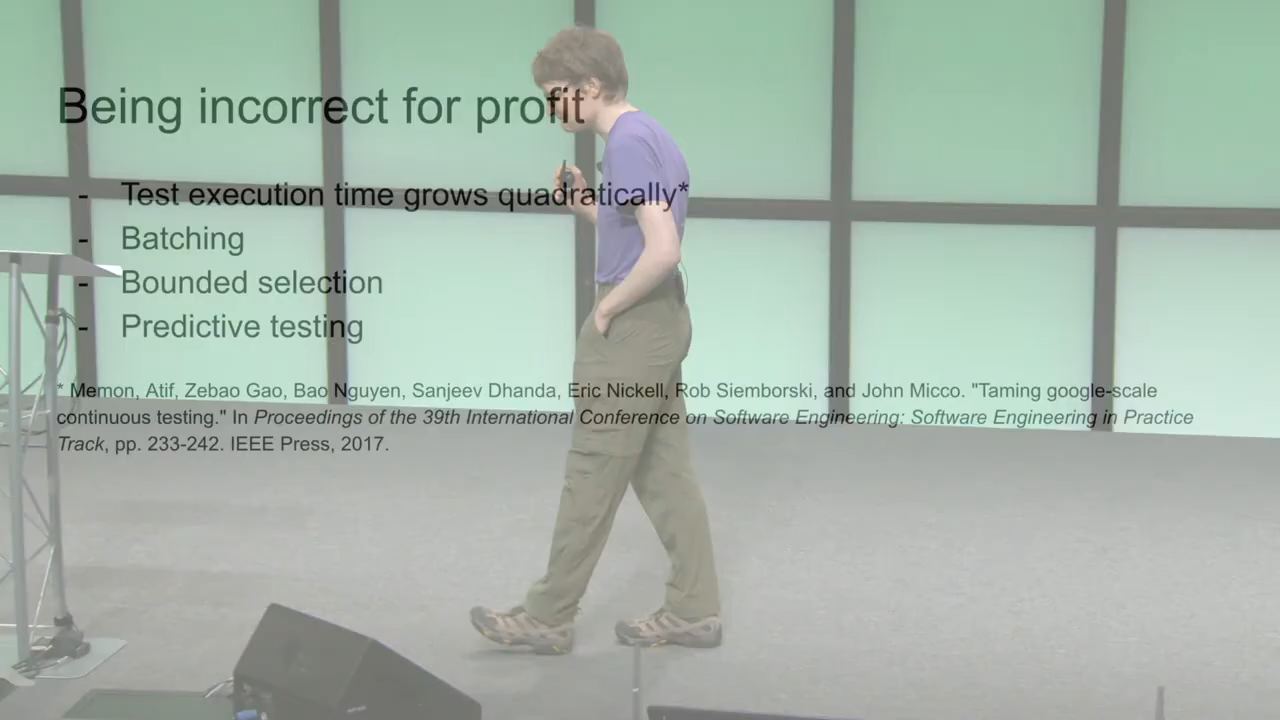 Being incorrect for profit
- Test execution time grows quadratically*
- Batching
- Bounded selection
- Predictive testing
* Memon, Atif, Zebao Gao, Bao Nguyen, Sanjeev Dhanda, Eric Nickell, Rob Siemborski, and John Micco. "Taming google-scale
continuous testing." In Proceedings of the 39th International Conference on Software Engineering: Software Engineering in Practice
Track, pp. 233-242. IEEE Press, 2017.